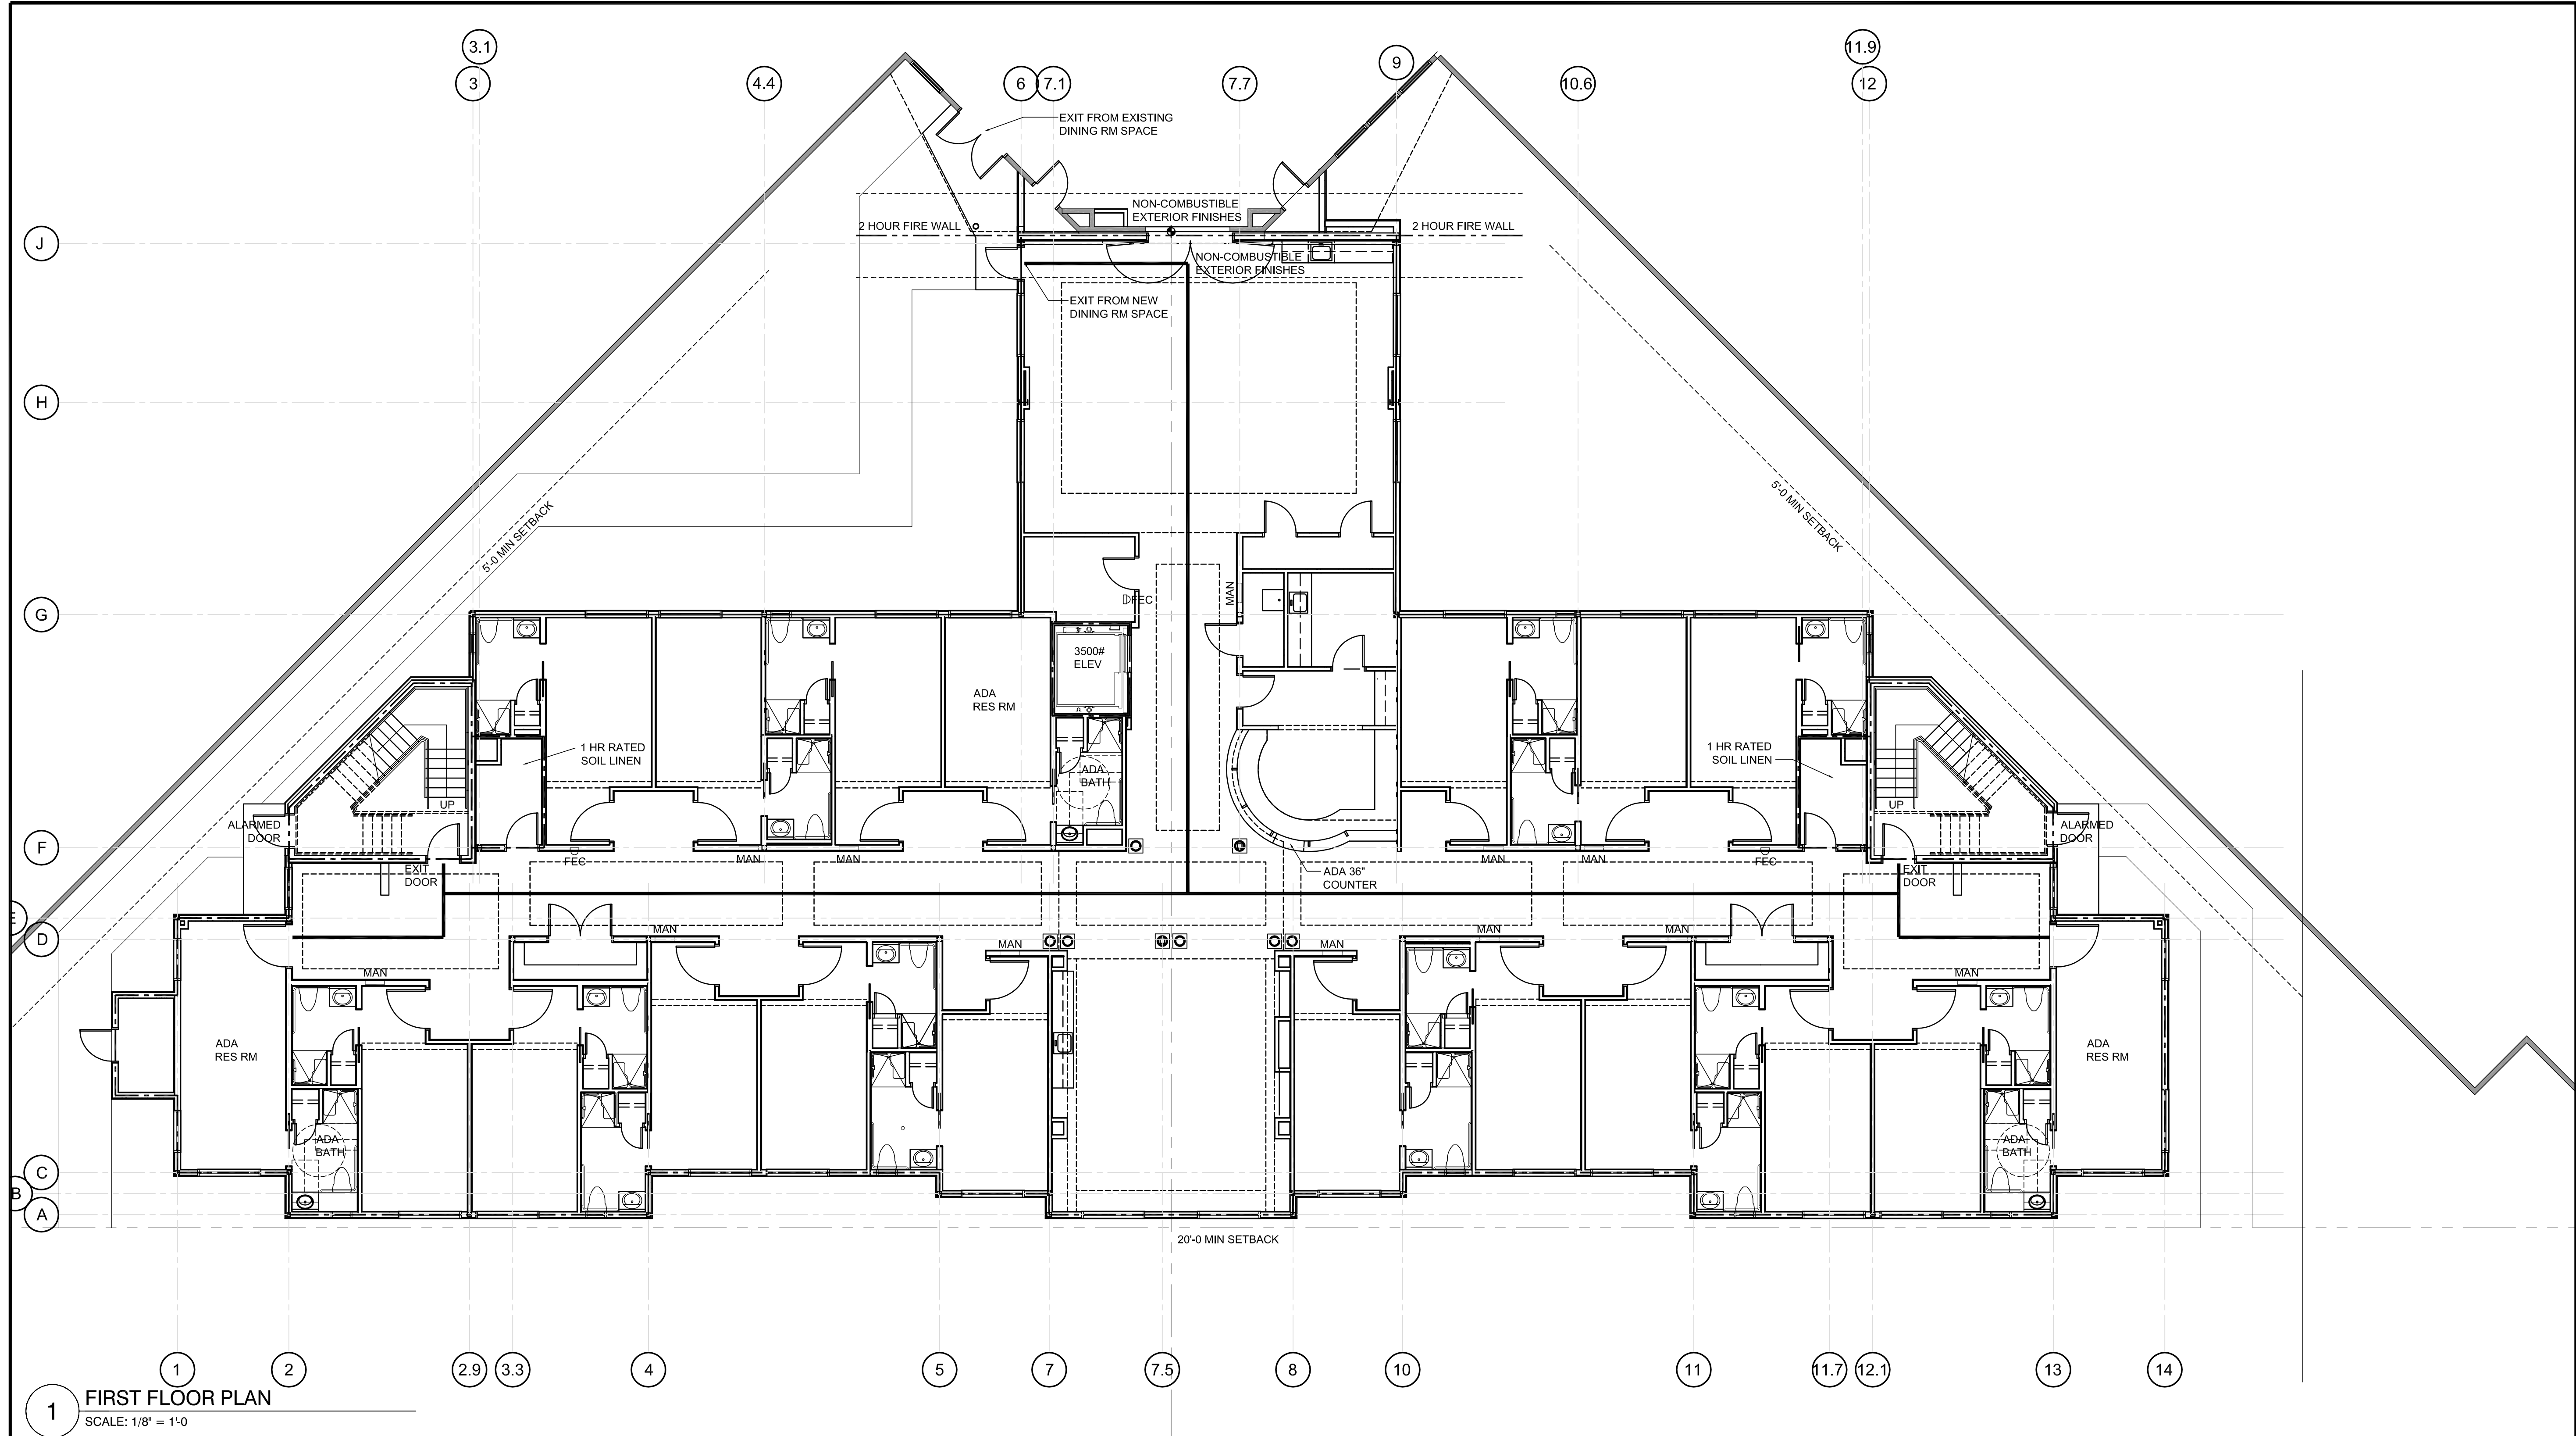 3.1
11.9
3
4.4
6
7.1
7.7
9
10.6
12
EXIT FROM EXISTING
DINING RM SPACE
NON-COMBUSTIBLE
EXTERIOR FINISHES
2 HOUR FIRE WALL
2 HOUR FIRE WALL
J
NON-COMBUSTIBLE
EXTERIOR FINISHES
EXIT FROM NEW
DINING RM SPACE
H
5'-0 MIN SETBACK
5'-0 MIN SETBACK
FEC
MAN
G
3500#
ELEV
ADA
RES RM
1 HR RATED
SOIL LINEN
1 HR RATED
SOIL LINEN
ADA
BATH
UP
UP
ALARMED
DOOR
ALARMED
DOOR
F
FEC
MAN
MAN
MAN
MAN
FEC
EXIT
DOOR
ADA 36"
COUNTER
EXIT
DOOR
E
D
MAN
MAN
MAN
MAN
MAN
MAN
MAN
ADA
RES RM
ADA
RES RM
ADA
BATH
ADA
BATH
C
B
A
20'-0 MIN SETBACK
1
2
2.9
3.3
4
5
7
7.5
8
10
11
11.7
12.1
13
14
1
FIRST FLOOR PLAN
SCALE: 1/8" = 1'-0